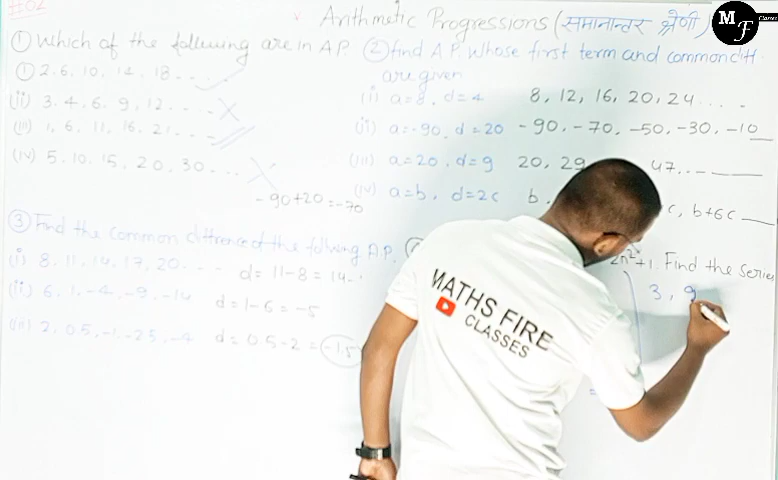 #02
Arithmetic Progressions (समानान्तर श्रेणी)
① Which of the following are in A.P.
(i) 2, 6, 10, 14, 18 . . .
(ii) 3, 4, 6, 9, 12 . . . ✗
(iii) 1, 6, 11, 16, 21 . . .
(iv) 5, 10, 15, 20, 30 . . . ✗
② find A.P. whose first term and common diff.
are given
(i) a=8, d=4 8, 12, 16, 20, 24 . . . .
(ii) a=-90, d=20 -90, -70, -50, -30, -10
-90+20=-70
(iii) a=20, d=9 20, 29 47 . . .
(iv) a=b, d=2c b, c, b+6c
③ Find the common difference of the following A.P.
(i) 8, 11, 14, 17, 20 . . . d= 11-8 = 14-
(ii) 6, 1, -4, -9, -14 d= 1-6 = -5
(iii) 2, 0.5, -1, -2.5, -4 d= 0.5-2 = -1.5
2n²+1. Find the series
3, 9
MATHS FIRE
CLASSES
M
F
Classes